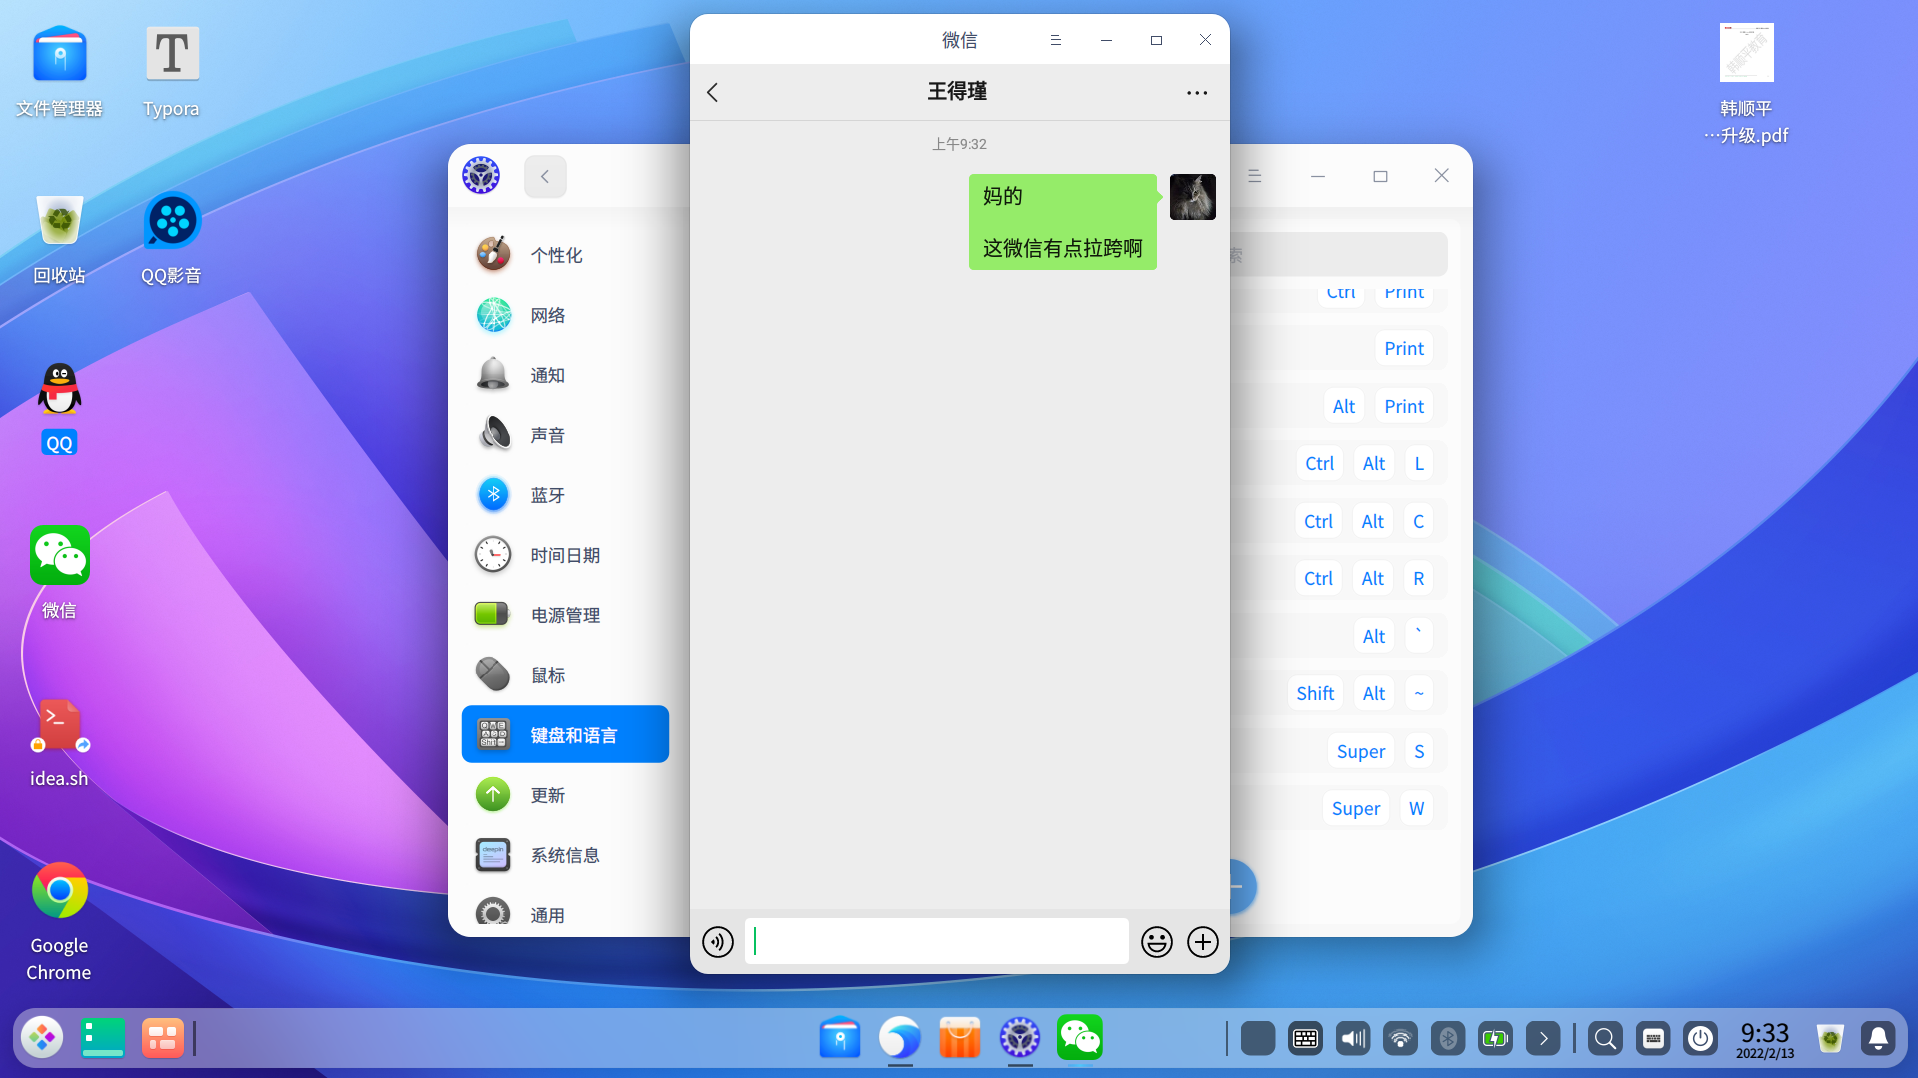 文件管理器
Typora
回收站
QQ影音
QQ
微信
idea.sh
Google
Chrome
韩顺平
…升级.pdf
个性化
网络
通知
声音
蓝牙
时间日期
电源管理
鼠标
键盘和语言
更新
系统信息
通用
微信
王得瑾
上午9:32
妈的
这微信有点拉跨啊
索
Ctrl Print
Print
Alt Print
Ctrl Alt L
Ctrl Alt C
Ctrl Alt R
Alt `
Shift Alt ~
Super S
Super W
9:33
2022/2/13